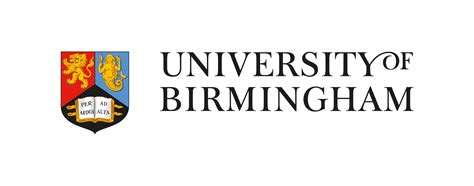 UNIVERSITY OF
BIRMINGHAM
PER AD
ARDUA ALTA